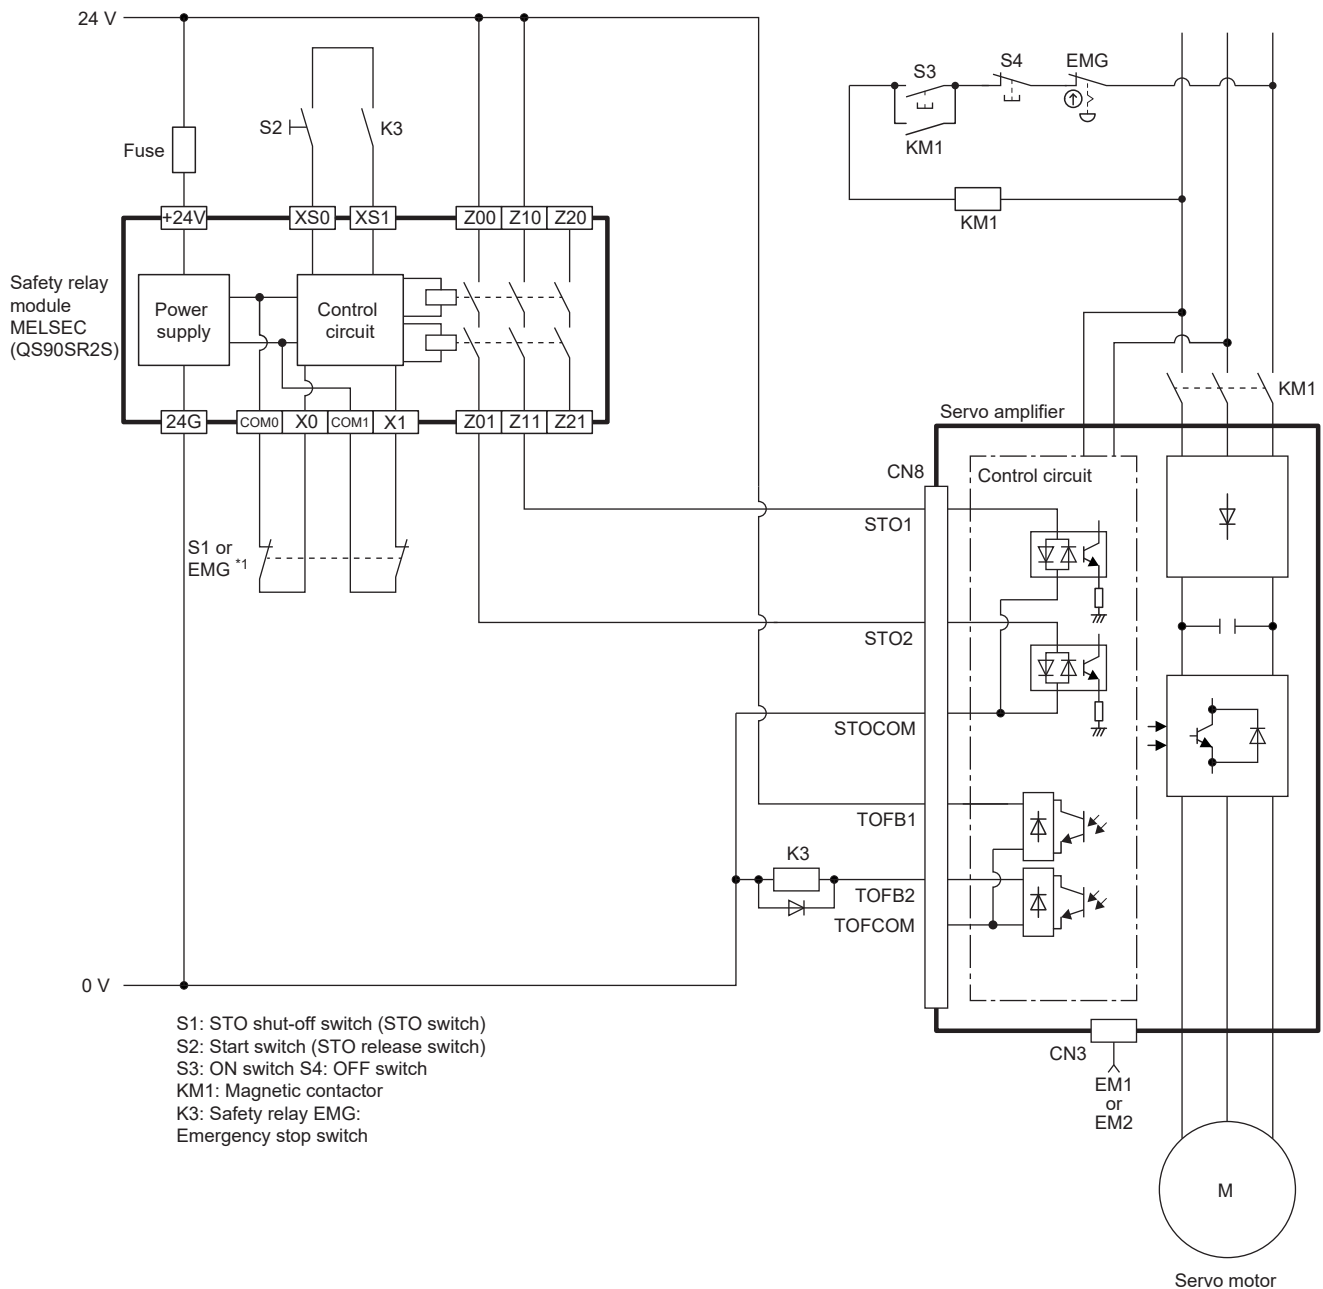 24 V
S3
S4
EMG
KM1
KM1
S2
K3
Fuse
+24V
XS0
XS1
Z00
Z10
Z20
Safety relay
module
MELSEC
(QS90SR2S)
Power
supply
Control
circuit
24G
COM0
X0
COM1
X1
Z01
Z11
Z21
KM1
Servo amplifier
CN8
Control circuit
STO1
S1 or
EMG *1
STO2
STOCOM
TOFB1
K3
TOFB2
TOFCOM
0 V
S1: STO shut-off switch (STO switch)
S2: Start switch (STO release switch)
S3: ON switch S4: OFF switch
KM1: Magnetic contactor
K3: Safety relay EMG:
Emergency stop switch
CN3
EM1
or
EM2
M
Servo motor